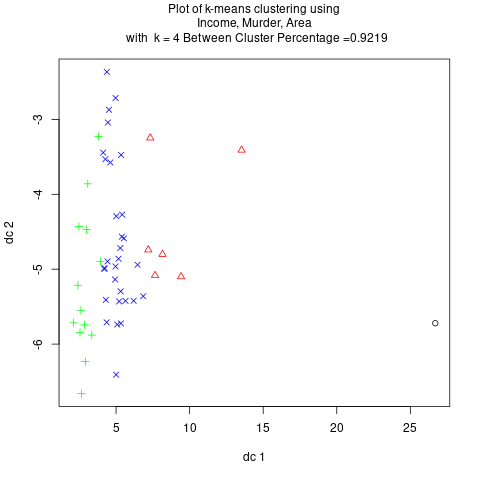 Plot of k-means clustering using
Income, Murder, Area
with k = 4 Between Cluster Percentage =0.9219
-3
-4
-5
-6
dc 2
5
10
15
20
25
dc 1